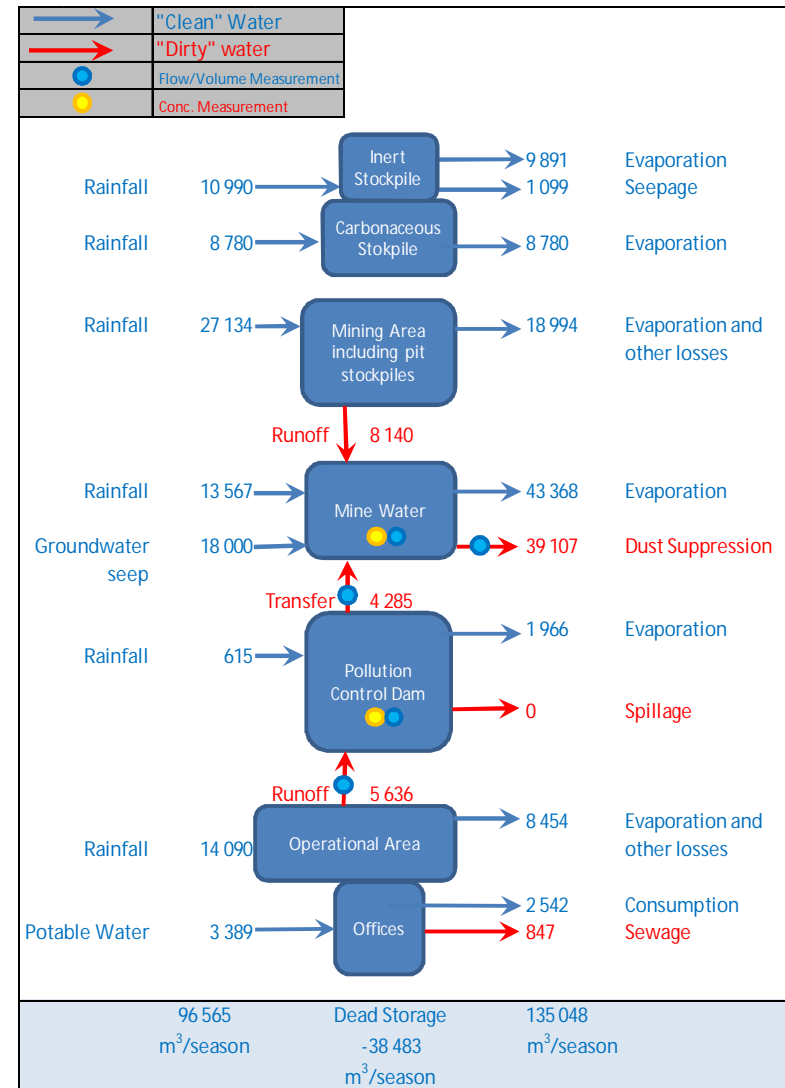 "Clean" Water
"Dirty" water
Flow/Volume Measurement
Conc. Measurement
Inert
Stockpile
9 891 Evaporation
Rainfall 10 990
1 099 Seepage
Carbonaceous
Stokpile
Rainfall 8 780
8 780 Evaporation
Rainfall 27 134
Mining Area
including pit
stockpiles
18 994 Evaporation and
other losses
Runoff 8 140
Rainfall 13 567
43 368 Evaporation
Mine Water
Groundwater
seep
18 000
39 107 Dust Suppression
Transfer 4 285
1 966 Evaporation
Rainfall 615
Pollution
Control Dam
0 Spillage
Runoff 5 636
8 454 Evaporation and
other losses
Rainfall 14 090
Operational Area
2 542 Consumption
Potable Water 3 389
Offices
847 Sewage
96 565
m³/season
Dead Storage
-38 483
m³/season
135 048
m³/season